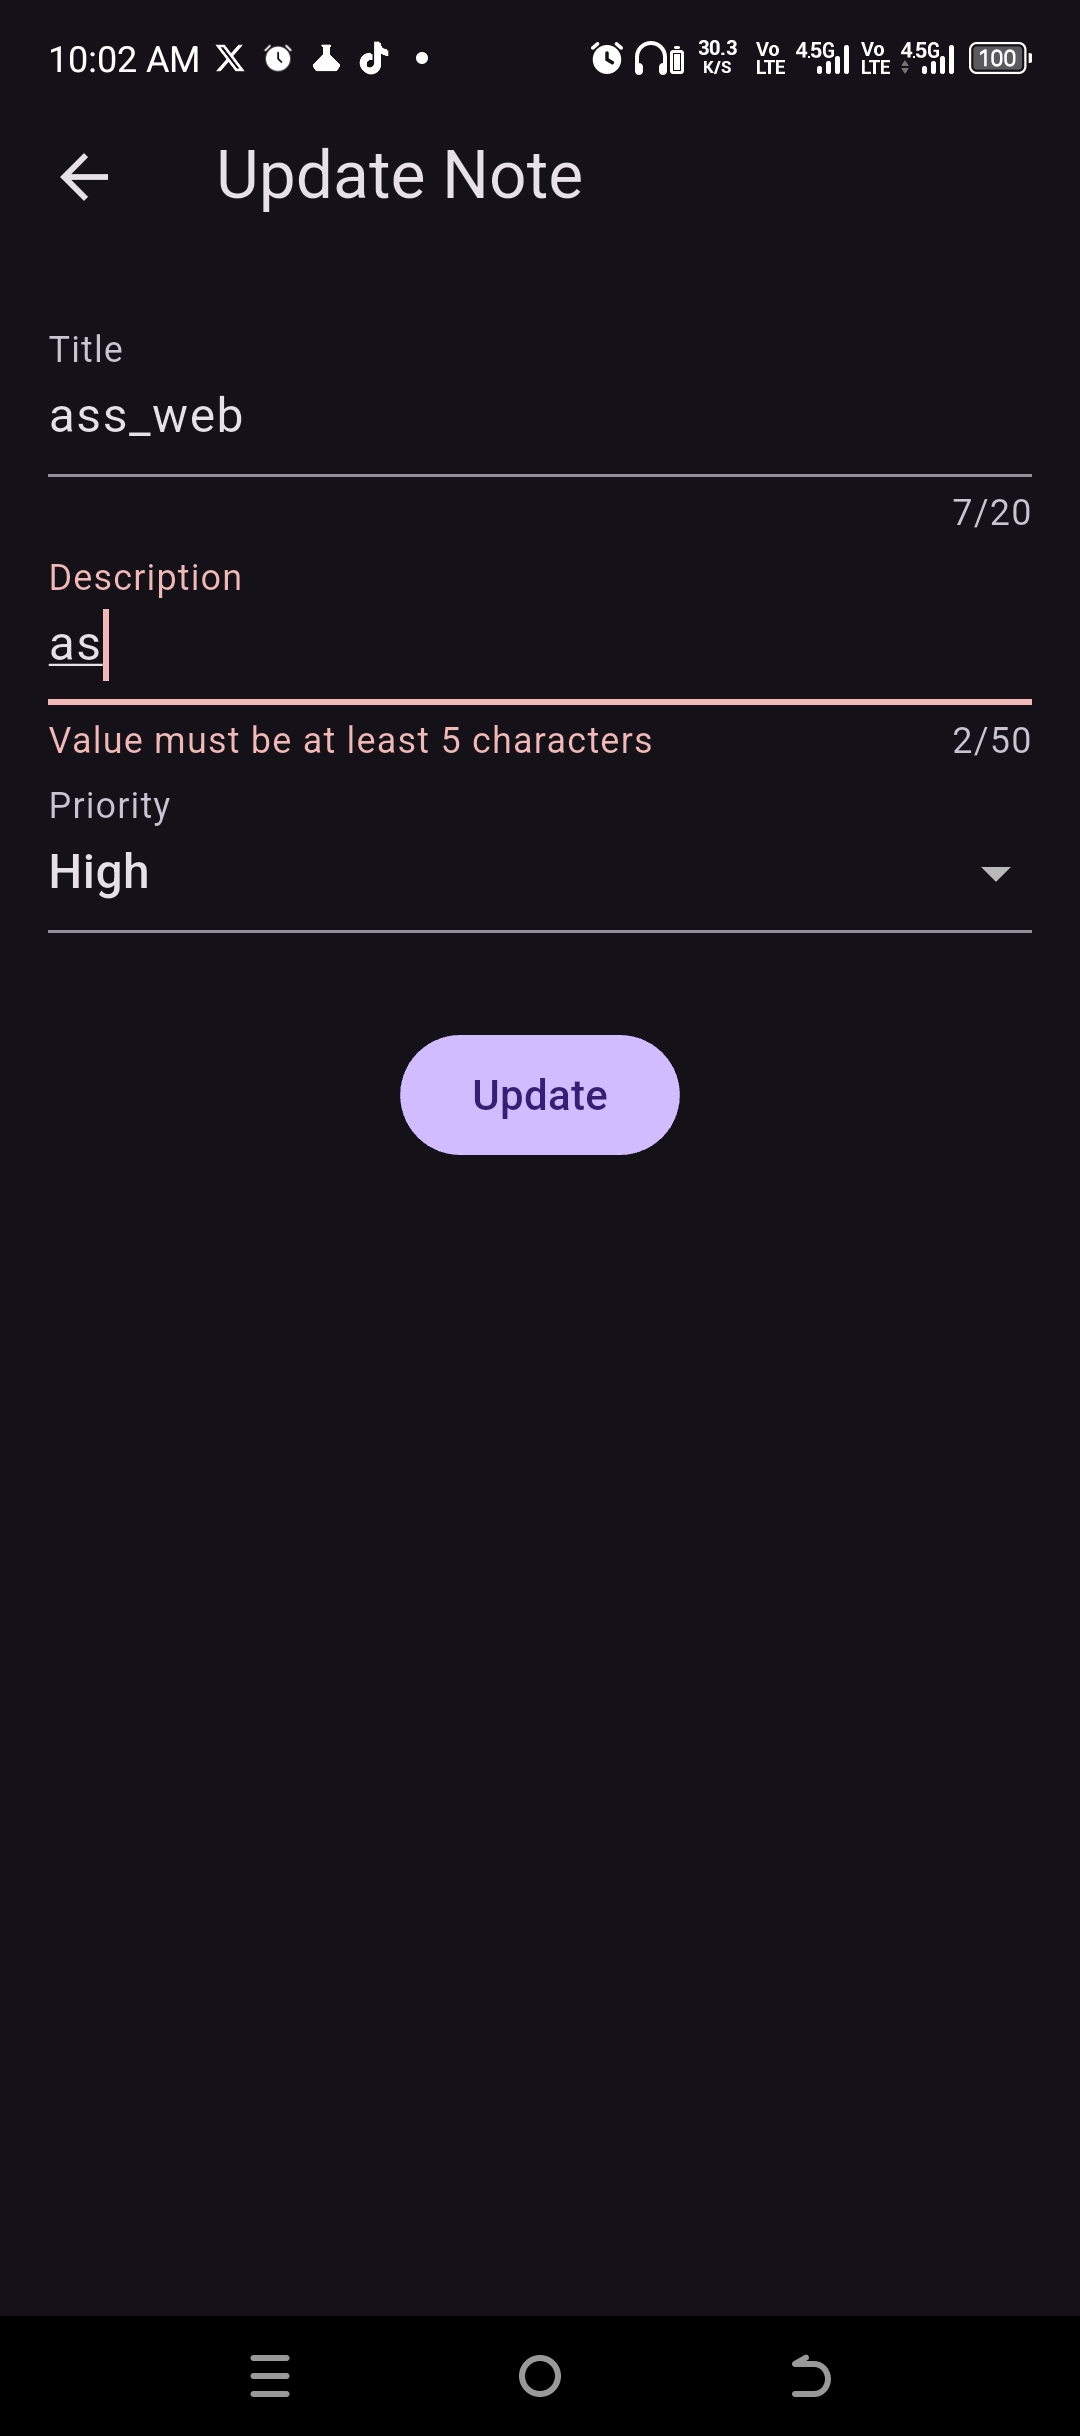 10:02 AM
30.3 K/S Vo LTE 4.5G Vo LTE 4.5G 100
Update Note
Title
ass_web
7/20
Description
as
Value must be at least 5 characters 2/50
Priority
High
Update